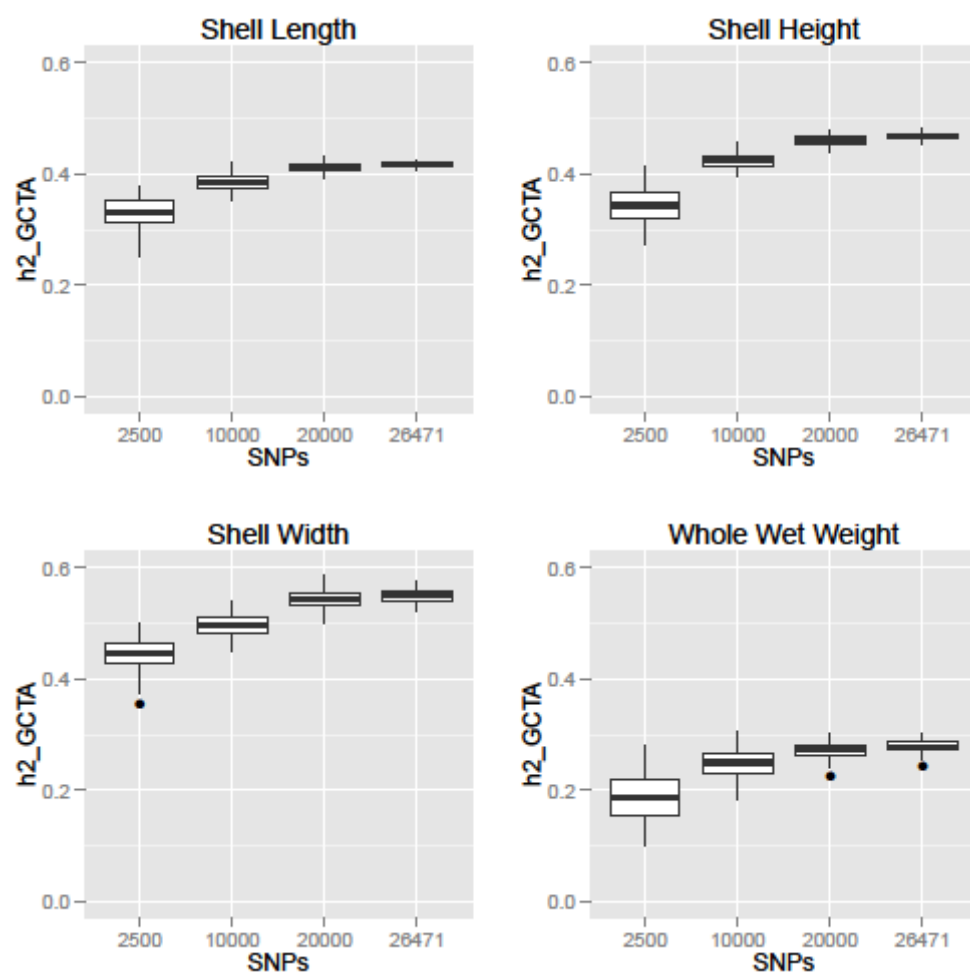 Shell Length
0.6
0.4
0.2
0.0
h2_GCTA
2500 10000 20000 26471
SNPs
Shell Height
0.6
0.4
0.2
0.0
h2_GCTA
2500 10000 20000 26471
SNPs
Shell Width
0.6
0.4
0.2
0.0
h2_GCTA
2500 10000 20000 26471
SNPs
Whole Wet Weight
0.6
0.4
0.2
0.0
h2_GCTA
2500 10000 20000 26471
SNPs